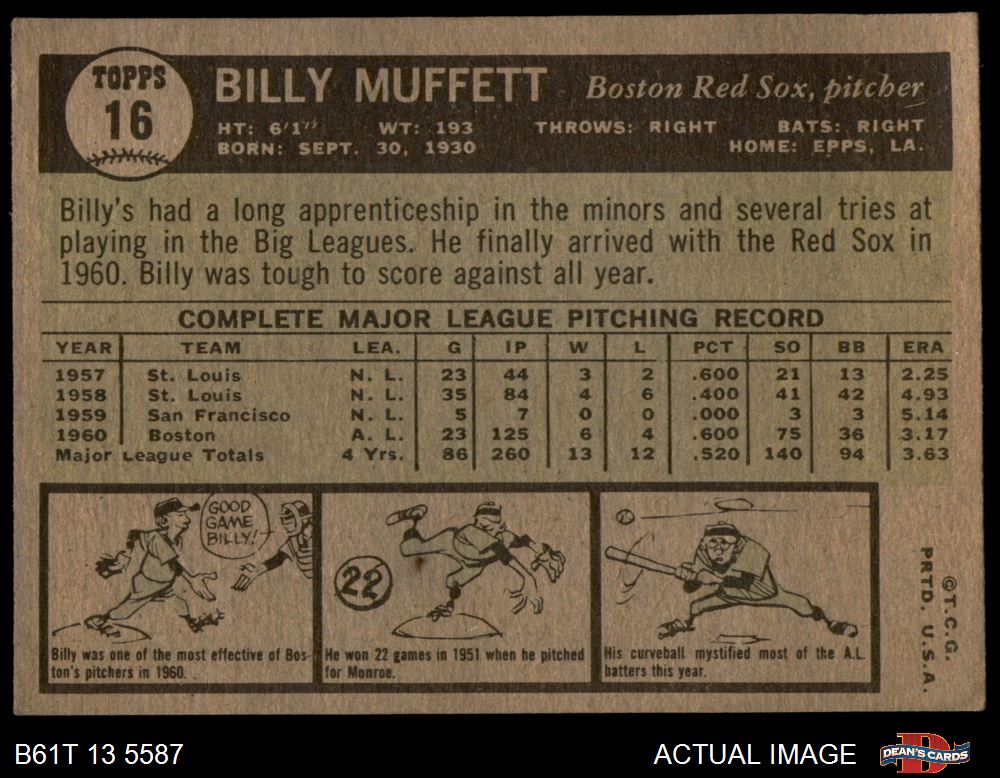 TOPPS
16
BILLY MUFFETT Boston Red Sox, pitcher
HT: 6'1" WT: 193 THROWS: RIGHT BATS: RIGHT
BORN: SEPT. 30, 1930 HOME: EPPS, LA.
Billy's had a long apprenticeship in the minors and several tries at
playing in the Big Leagues. He finally arrived with the Red Sox in
1960. Billy was tough to score against all year.
COMPLETE MAJOR LEAGUE PITCHING RECORD
YEAR TEAM LEA. G IP W L PCT SO BB ERA
1957 St. Louis N. L. 23 44 3 2 .600 21 13 2.25
1958 St. Louis N. L. 35 84 4 6 .400 41 42 4.93
1959 San Francisco N. L. 5 7 0 0 .000 3 3 5.14
1960 Boston A. L. 23 125 6 4 .600 75 36 3.17
Major League Totals 4 Yrs. 86 260 13 12 .520 140 94 3.63
GOOD
GAME
BILLY!
Billy was one of the most effective of Bos-
ton's pitchers in 1960.
22
He won 22 games in 1951 when he pitched
for Monroe.
His curveball mystified most of the A.L.
batters this year.
©T.C.G.
PRTD. U.S.A.
B61T 13 5587 ACTUAL IMAGE DEAN'S CARDS